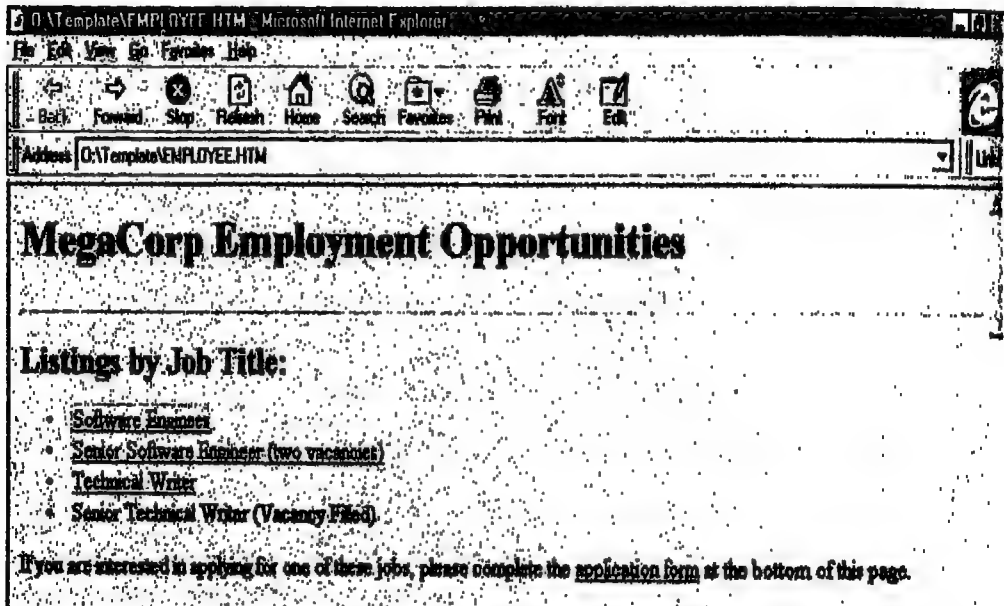 O:\Template\EMPLOYEE.HTM - Microsoft Internet Explorer
File Edit View Go Favorites Help
Back Forward Stop Refresh Home Search Favorites Print Font Edit
Address O:\Template\EMPLOYEE.HTM
MegaCorp Employment Opportunities
Listings by Job Title:
Software Engineer
Senior Software Engineer (two vacancies)
Technical Writer
Senior Technical Writer (Vacancy Filled)
If you are interested in applying for one of these jobs, please complete the application form at the bottom of this page.